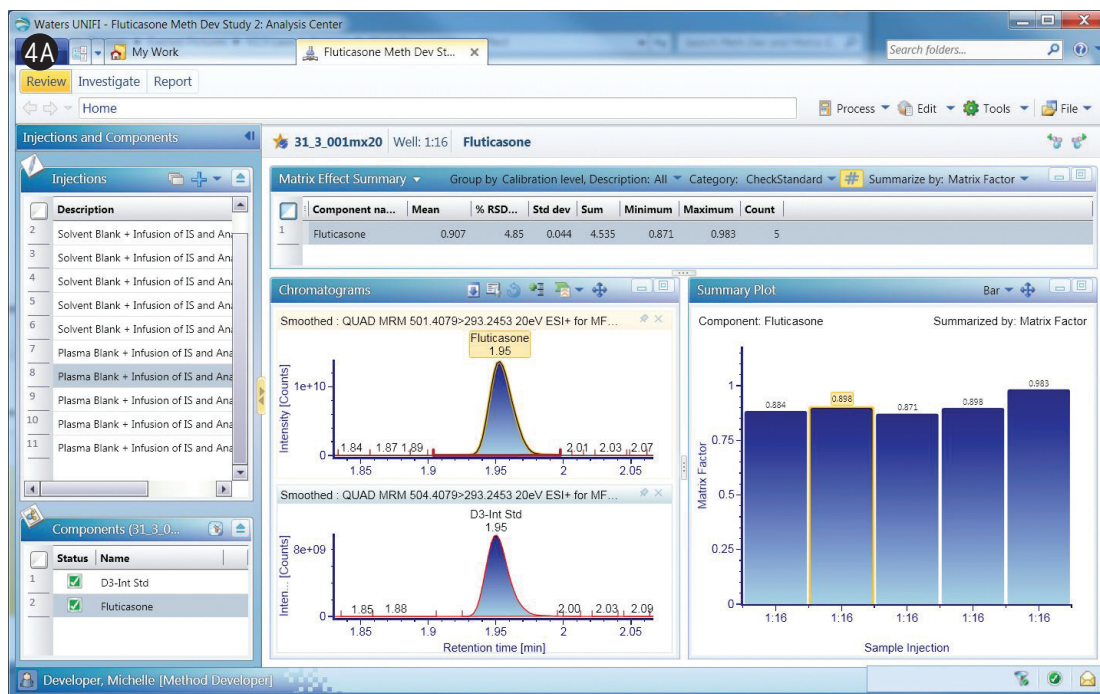 Waters UNIFI - Fluticasone Meth Dev Study 2: Analysis Center
4A
My Work
Fluticasone Meth Dev St...
Search folders...
Review Investigate Report
Home
Process Edit Tools File
Injections and Components
31_3_001mx20 Well: 1:16 Fluticasone
Injections
Description
2 Solvent Blank + Infusion of IS and Ana
3 Solvent Blank + Infusion of IS and Ana
4 Solvent Blank + Infusion of IS and Ana
5 Solvent Blank + Infusion of IS and Ana
6 Solvent Blank + Infusion of IS and Ana
7 Plasma Blank + Infusion of IS and Ana
8 Plasma Blank + Infusion of IS and Ana
9 Plasma Blank + Infusion of IS and Ana
10 Plasma Blank + Infusion of IS and Ana
11 Plasma Blank + Infusion of IS and Ana
Components (31_3_0...
Status Name
1 D3-Int Std
2 Fluticasone
Matrix Effect Summary Group by Calibration level, Description: All Category: CheckStandard # Summarize by: Matrix Factor
Component na... Mean % RSD... Std dev Sum Minimum Maximum Count
1 Fluticasone 0.907 4.85 0.044 4.535 0.871 0.983 5
Chromatograms
Smoothed : QUAD MRM 501.4079>293.2453 20eV ESI+ for MF...
Fluticasone
1.95
Intensity [Counts]
1e+10
0
1.84 1.87 1.89 2.01 2.03 2.07
1.85 1.9 1.95 2 2.05
Smoothed : QUAD MRM 504.4079>293.2453 20eV ESI+ for MF...
D3-Int Std
1.95
Inten... [Counts]
8e+09
0
1.85 1.88 2.00 2.03 2.09
1.85 1.9 1.95 2 2.05
Retention time [min]
Summary Plot Bar
Component: Fluticasone Summarized by: Matrix Factor
Matrix Factor
1
0.75
0.5
0.25
0
0.884 0.898 0.871 0.898 0.983
1:16 1:16 1:16 1:16 1:16
Sample Injection
Developer, Michelle [Method Developer]